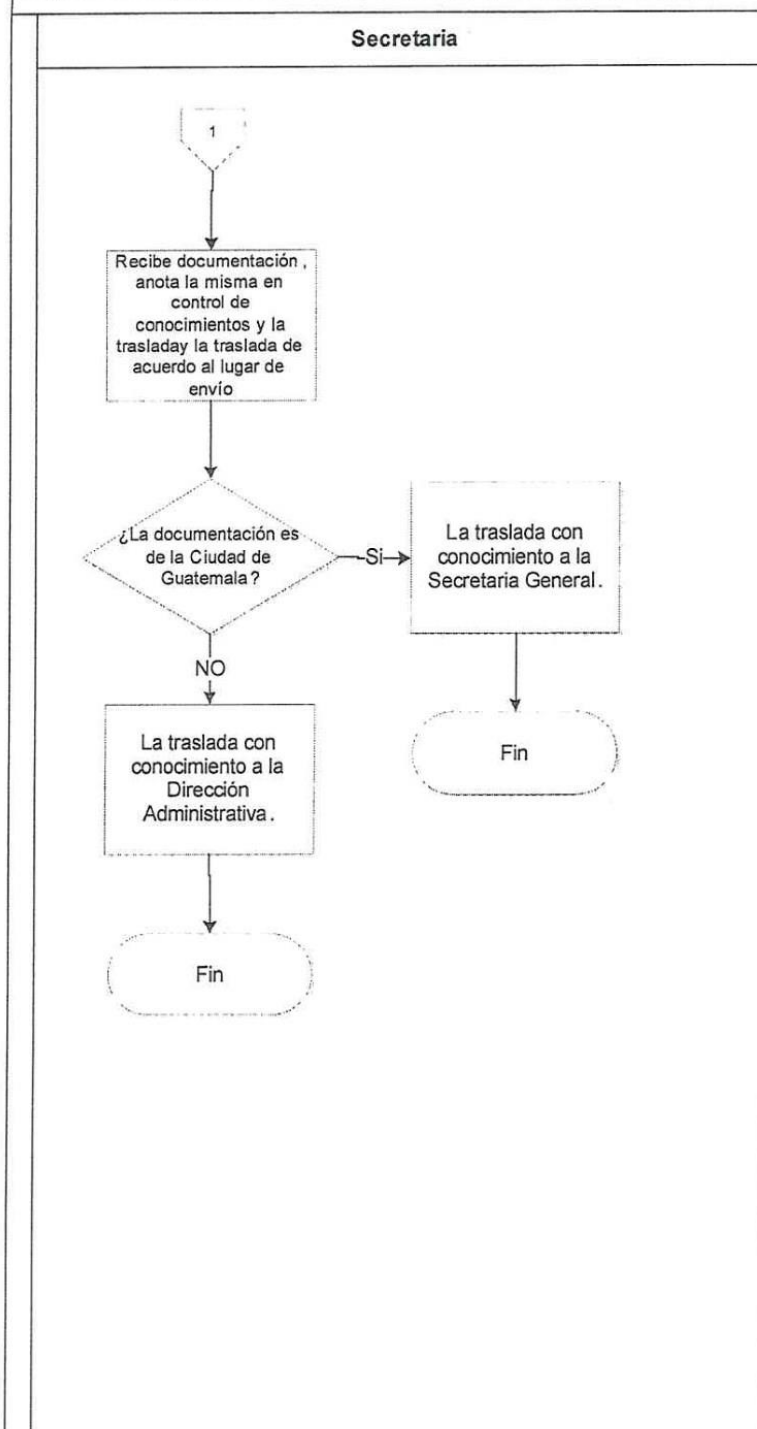 Secretaria
1
Recibe documentación ,
anota la misma en
control de
conocimientos y la
trasladay la traslada de
acuerdo al lugar de
envío
¿La documentación es
de la Ciudad de
Guatemala?
Si
La traslada con
conocimiento a la
Secretaria General.
NO
La traslada con
conocimiento a la
Dirección
Administrativa.
Fin
Fin